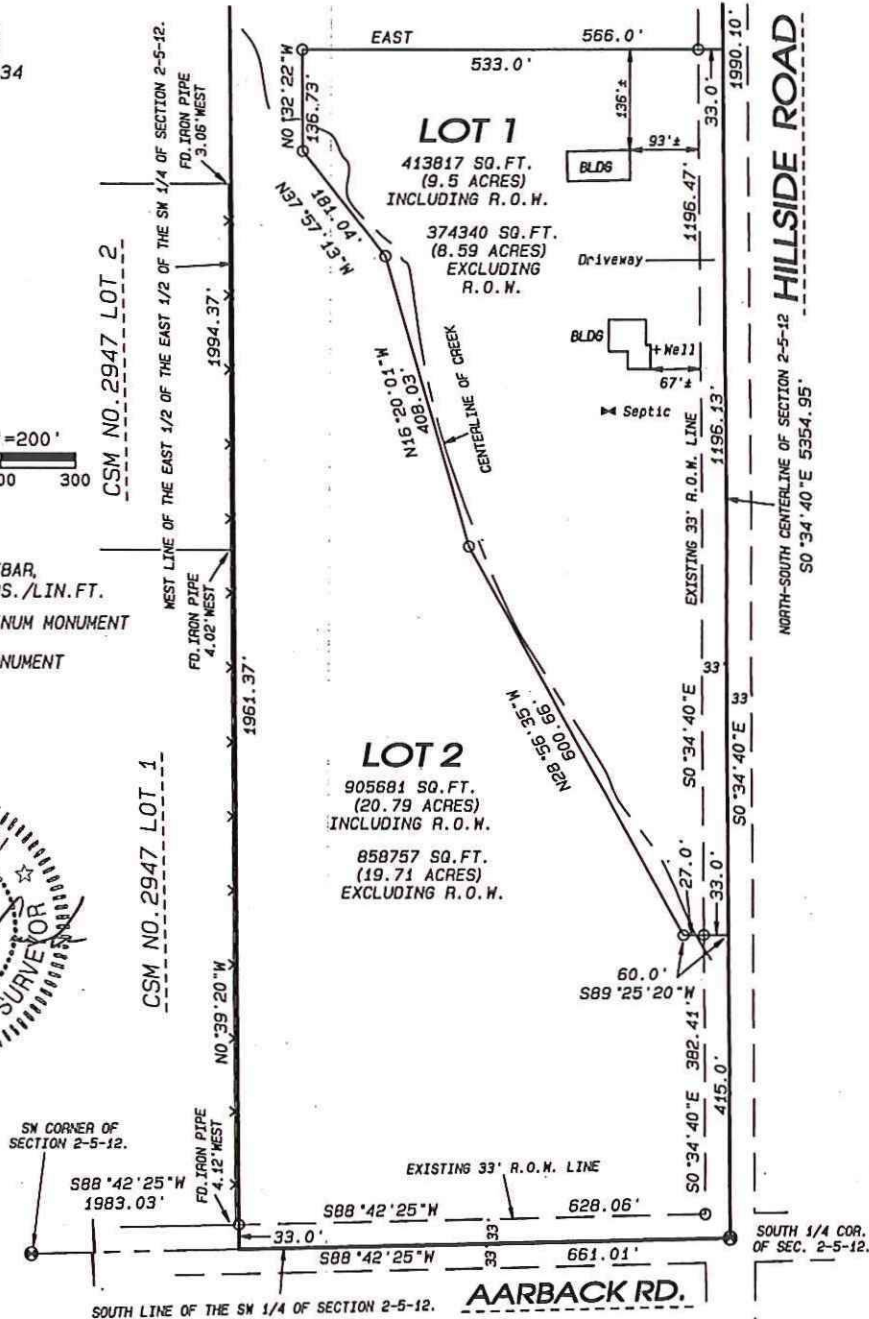 34
EAST
566.0'
533.0'
1990.10'
33.0'
136'±
93'±
N0°32'22"W
136.73'
LOT 1
413817 SQ.FT.
(9.5 ACRES)
INCLUDING R.O.W.
374340 SQ.FT.
(8.59 ACRES)
EXCLUDING
R.O.W.
BLDG
1196.47'
Driveway
BLDG
+Well
67'±
Septic
HILLSIDE ROAD
NORTH-SOUTH CENTERLINE OF SECTION 2-5-12
S0°34'40"E 5354.95'
1196.13'
EXISTING 33' R.O.W. LINE
FD.IRON PIPE
3.06'WEST
WEST LINE OF THE EAST 1/2 OF THE EAST 1/2 OF THE SW 1/4 OF SECTION 2-5-12.
CSM NO.2947 LOT 2
1994.37'
181.04'
N37°57'13"W
N16°20'01"W
408.03'
CENTERLINE OF CREEK
=200'
300
BAR,
S./LIN.FT.
NUM MONUMENT
NUMENT
FD.IRON PIPE
4.02'WEST
1961.37'
N28°56'35"W
600.66'
33'
33
S0°34'40"E
S0°34'40"E
LOT 2
905681 SQ.FT.
(20.79 ACRES)
INCLUDING R.O.W.
858757 SQ.FT.
(19.71 ACRES)
EXCLUDING R.O.W.
CSM NO.2947 LOT 1
SURVEYOR
27.0'
33.0'
60.0'
S89°25'20"W
S0°34'40"E 382.41'
415.0'
N0°39'20"W
SW CORNER OF
SECTION 2-5-12.
FD.IRON PIPE
4.12'WEST
S88°42'25"W
1983.03'
EXISTING 33' R.O.W. LINE
S88°42'25"W
628.06'
33.0'
S88°42'25"W
33'
33'
661.01'
SOUTH 1/4 COR.
OF SEC. 2-5-12.
SOUTH LINE OF THE SW 1/4 OF SECTION 2-5-12.
AARBACK RD.